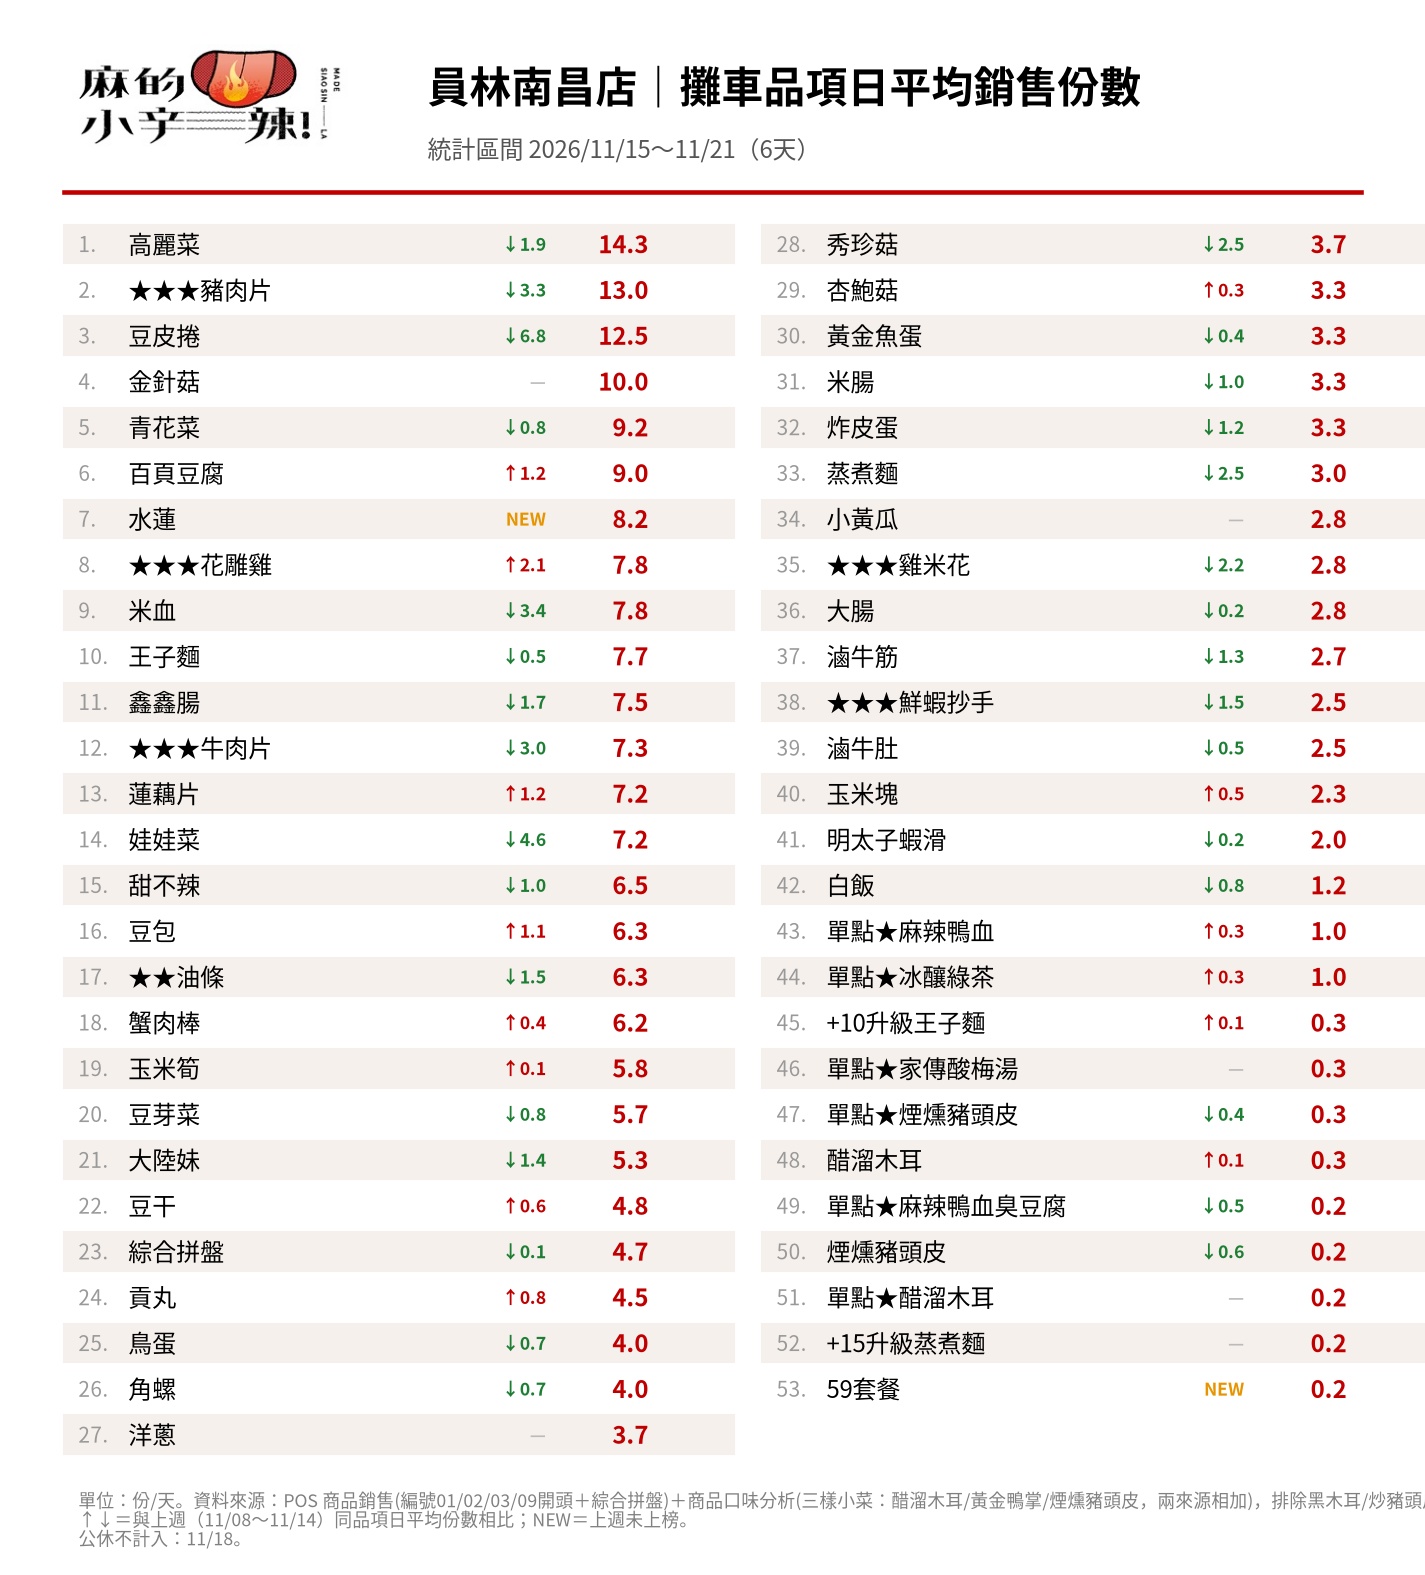 麻的
小辛一辣!
MADE
SIAO SIN — LA
員林南昌店｜攤車品項日平均銷售份數
統計區間 2026/11/15～11/21（6天）
1. 高麗菜 ↓1.9 14.3
2. ★★★豬肉片 ↓3.3 13.0
3. 豆皮捲 ↓6.8 12.5
4. 金針菇 — 10.0
5. 青花菜 ↓0.8 9.2
6. 百頁豆腐 ↑1.2 9.0
7. 水蓮 NEW 8.2
8. ★★★花雕雞 ↑2.1 7.8
9. 米血 ↓3.4 7.8
10. 王子麵 ↓0.5 7.7
11. 鑫鑫腸 ↓1.7 7.5
12. ★★★牛肉片 ↓3.0 7.3
13. 蓮藕片 ↑1.2 7.2
14. 娃娃菜 ↓4.6 7.2
15. 甜不辣 ↓1.0 6.5
16. 豆包 ↑1.1 6.3
17. ★★油條 ↓1.5 6.3
18. 蟹肉棒 ↑0.4 6.2
19. 玉米筍 ↑0.1 5.8
20. 豆芽菜 ↓0.8 5.7
21. 大陸妹 ↓1.4 5.3
22. 豆干 ↑0.6 4.8
23. 綜合拼盤 ↓0.1 4.7
24. 貢丸 ↑0.8 4.5
25. 鳥蛋 ↓0.7 4.0
26. 角螺 ↓0.7 4.0
27. 洋蔥 — 3.7
28. 秀珍菇 ↓2.5 3.7
29. 杏鮑菇 ↑0.3 3.3
30. 黃金魚蛋 ↓0.4 3.3
31. 米腸 ↓1.0 3.3
32. 炸皮蛋 ↓1.2 3.3
33. 蒸煮麵 ↓2.5 3.0
34. 小黃瓜 — 2.8
35. ★★★雞米花 ↓2.2 2.8
36. 大腸 ↓0.2 2.8
37. 滷牛筋 ↓1.3 2.7
38. ★★★鮮蝦抄手 ↓1.5 2.5
39. 滷牛肚 ↓0.5 2.5
40. 玉米塊 ↑0.5 2.3
41. 明太子蝦滑 ↓0.2 2.0
42. 白飯 ↓0.8 1.2
43. 單點★麻辣鴨血 ↑0.3 1.0
44. 單點★冰釀綠茶 ↑0.3 1.0
45. +10升級王子麵 ↑0.1 0.3
46. 單點★家傳酸梅湯 — 0.3
47. 單點★煙燻豬頭皮 ↓0.4 0.3
48. 醋溜木耳 ↑0.1 0.3
49. 單點★麻辣鴨血臭豆腐 ↓0.5 0.2
50. 煙燻豬頭皮 ↓0.6 0.2
51. 單點★醋溜木耳 — 0.2
52. +15升級蒸煮麵 — 0.2
53. 59套餐 NEW 0.2
單位：份/天。資料來源：POS 商品銷售(編號01/02/03/09開頭＋綜合拼盤)＋商品口味分析(三樣小菜：醋溜木耳/黃金鴨掌/煙燻豬頭皮，兩來源相加)，排除黑木耳/炒豬頭
↑↓＝與上週（11/08～11/14）同品項日平均份數相比；NEW＝上週未上榜。
公休不計入：11/18。